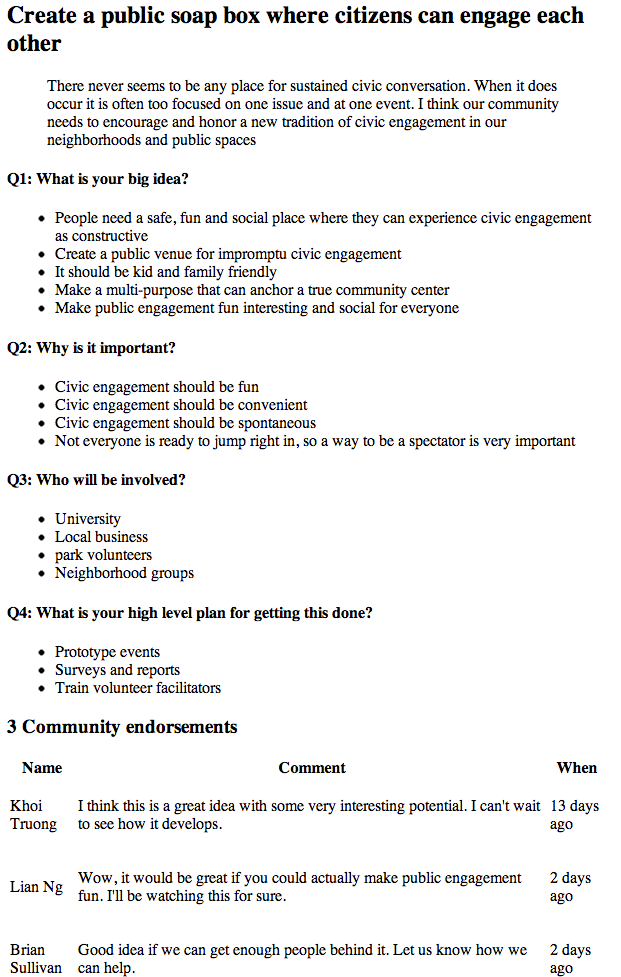 Create a public soap box where citizens can engage each
other
There never seems to be any place for sustained civic conversation. When it does
occur it is often too focused on one issue and at one event. I think our community
needs to encourage and honor a new tradition of civic engagement in our
neighborhoods and public spaces
Q1: What is your big idea?
• People need a safe, fun and social place where they can experience civic engagement
as constructive
• Create a public venue for impromptu civic engagement
• It should be kid and family friendly
• Make a multi-purpose that can anchor a true community center
• Make public engagement fun interesting and social for everyone
Q2: Why is it important?
• Civic engagement should be fun
• Civic engagement should be convenient
• Civic engagement should be spontaneous
• Not everyone is ready to jump right in, so a way to be a spectator is very important
Q3: Who will be involved?
• University
• Local business
• park volunteers
• Neighborhood groups
Q4: What is your high level plan for getting this done?
• Prototype events
• Surveys and reports
• Train volunteer facilitators
3 Community endorsements
Name Comment When
Khoi I think this is a great idea with some very interesting potential. I can't wait 13 days
Truong to see how it develops. ago
Lian Ng Wow, it would be great if you could actually make public engagement 2 days
fun. I'll be watching this for sure. ago
Brian Good idea if we can get enough people behind it. Let us know how we 2 days
Sullivan can help. ago